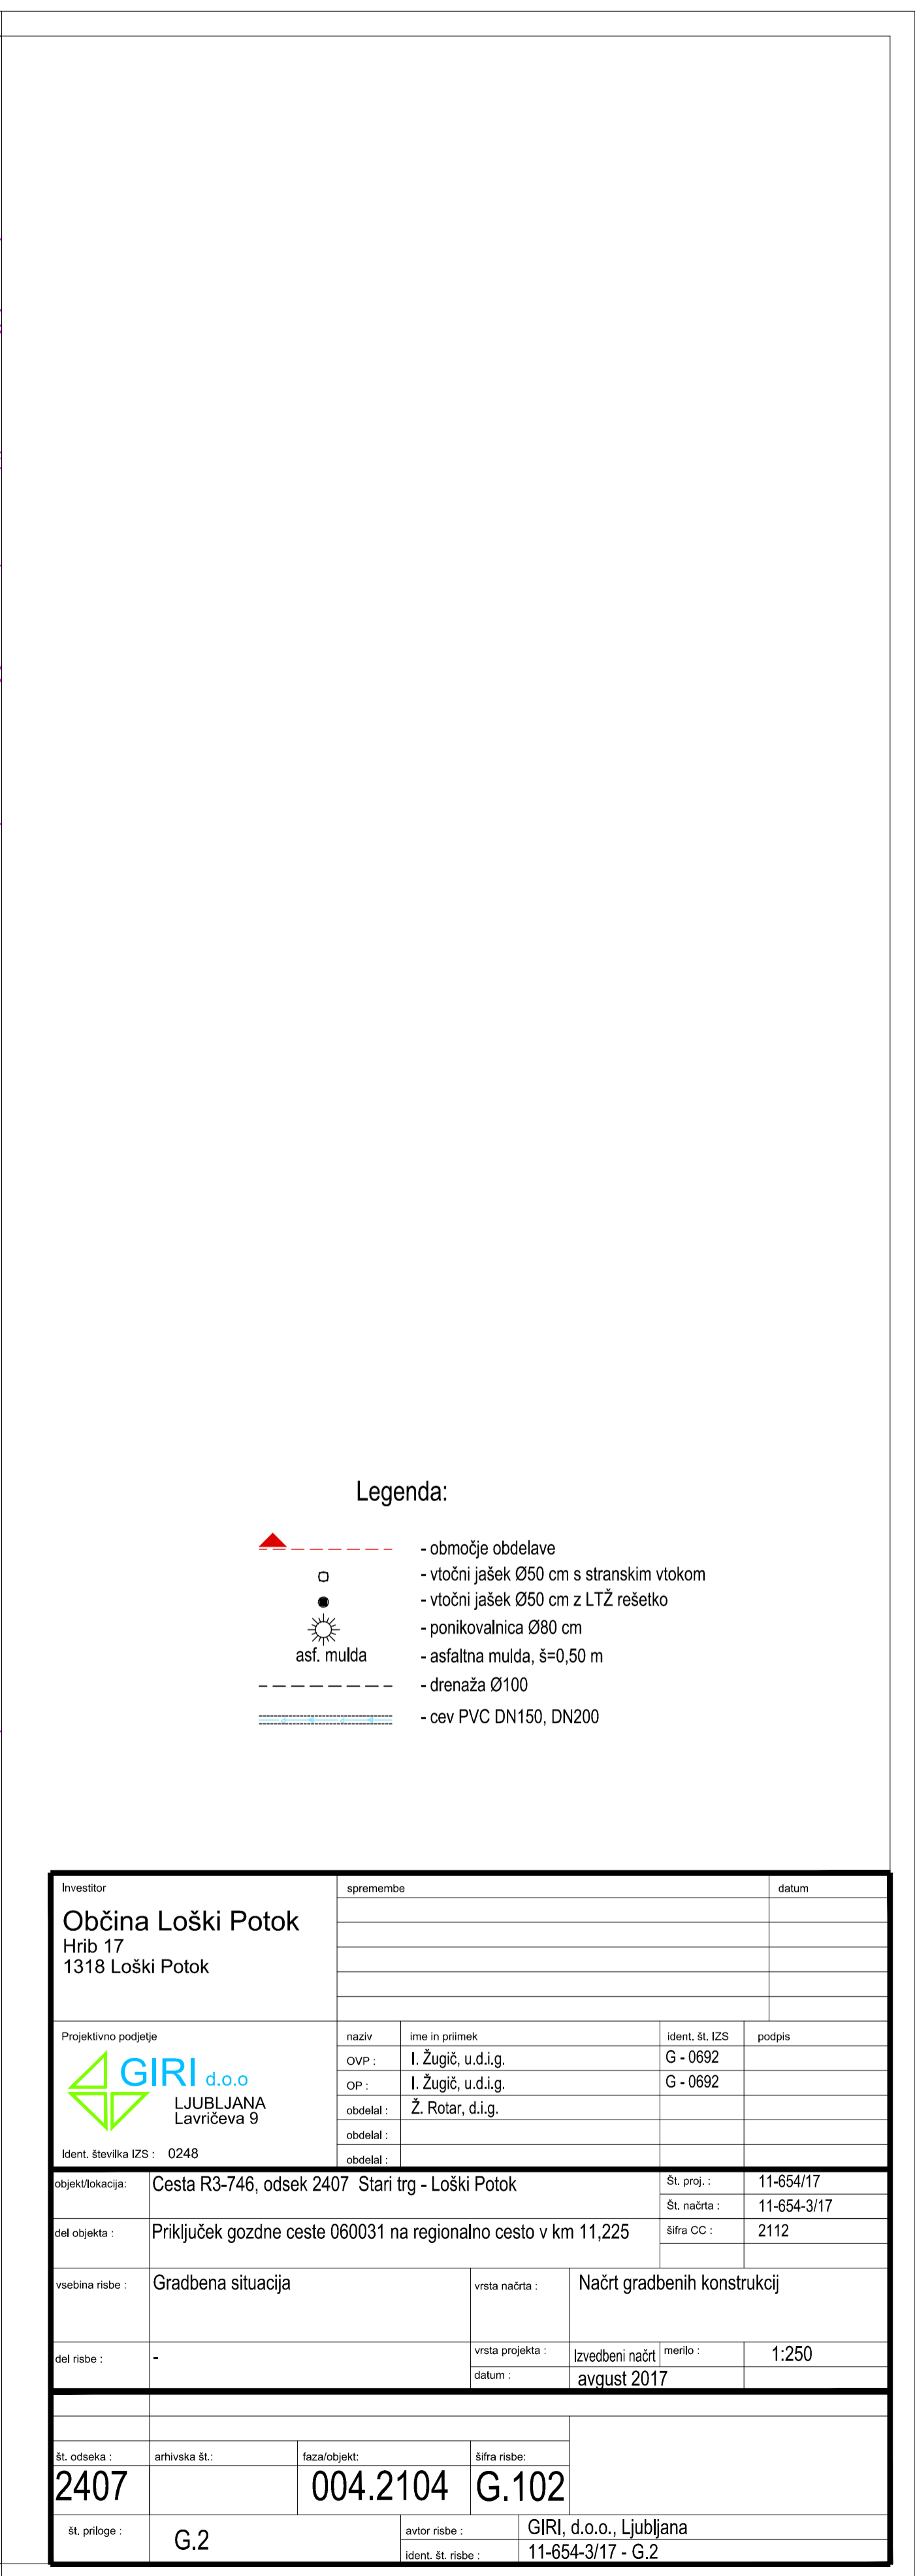 Legenda:
- območje obdelave
- vtočni jašek Ø50 cm s stranskim vtokom
- vtočni jašek Ø50 cm z LTŽ rešetko
- ponikovalnica Ø80 cm
asf. mulda - asfaltna mulda, š=0,50 m
- drenaža Ø100
- cev PVC DN150, DN200
Investitor
Občina Loški Potok
Hrib 17
1318 Loški Potok
spremembe datum
Projektivno podjetje
GIRI d.o.o
LJUBLJANA
Lavričeva 9
Ident. številka IZS : 0248
naziv ime in priimek ident. št. IZS podpis
OVP : I. Žugič, u.d.i.g. G - 0692
OP : I. Žugič, u.d.i.g. G - 0692
obdelal : Ž. Rotar, d.i.g.
obdelal :
obdelal :
objekt/lokacija: Cesta R3-746, odsek 2407 Stari trg - Loški Potok Št. proj. : 11-654/17
Št. načrta : 11-654-3/17
del objekta : Priključek gozdne ceste 060031 na regionalno cesto v km 11,225 šifra CC : 2112
vsebina risbe : Gradbena situacija vrsta načrta : Načrt gradbenih konstrukcij
del risbe : - vrsta projekta : Izvedbeni načrt merilo : 1:250
datum : avgust 2017
št. odseka : arhivska št.: faza/objekt: šifra risbe:
2407 004.2104 G.102
št. priloge : G.2 avtor risbe : GIRI, d.o.o., Ljubljana
ident. št. risbe : 11-654-3/17 - G.2